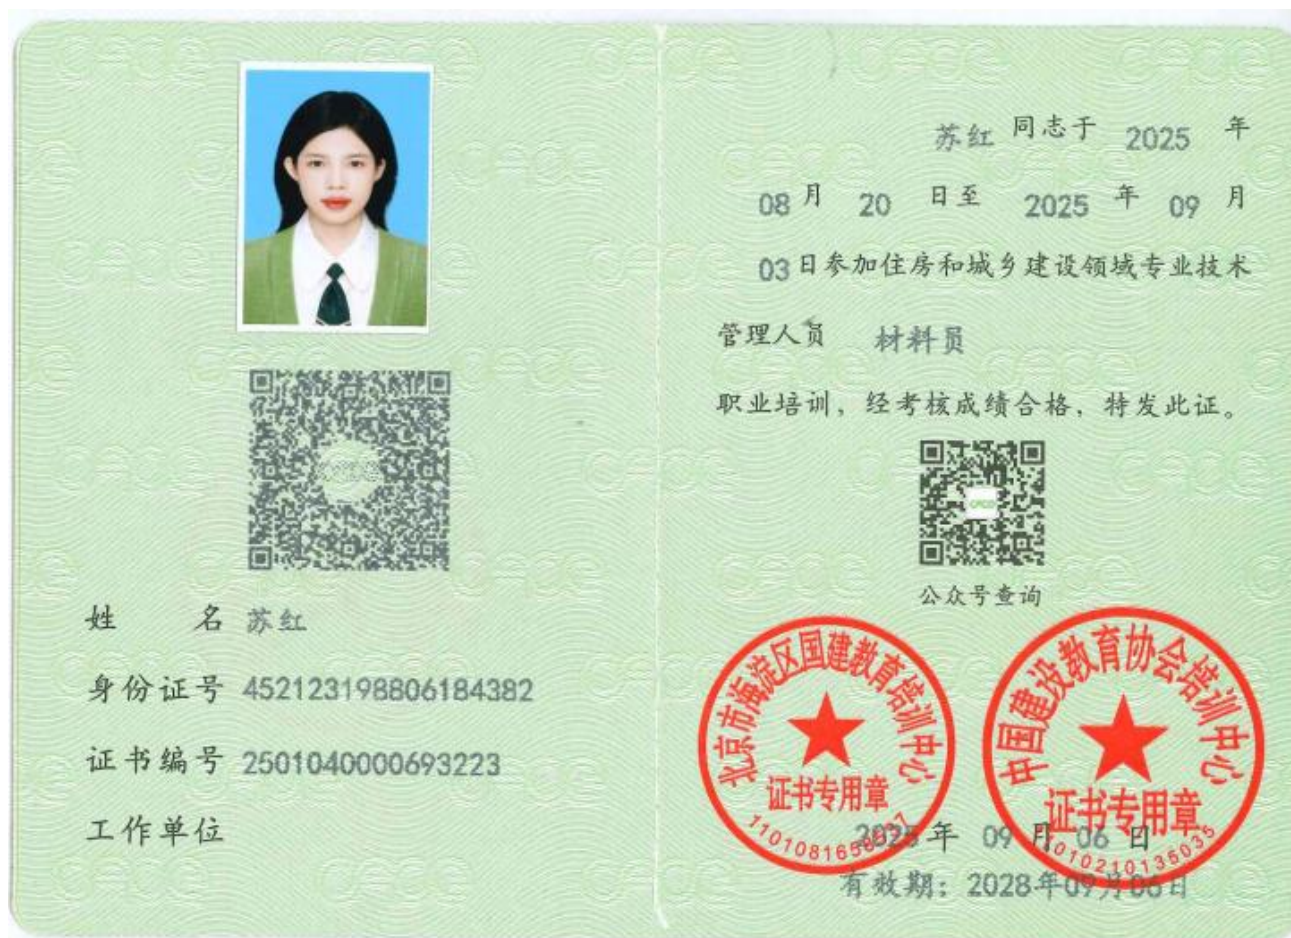 姓 名 苏红
身份证号 452123198806184382
证书编号 2501040000693223
工作单位
苏红 同志于 2025 年
08 月 20 日至 2025 年 09 月
03 日参加住房和城乡建设领域专业技术
管理人员 材料员
职业培训，经考核成绩合格，特发此证。
公众号查询
北京市海淀区国建教育培训中心
证书专用章
中国建设教育协会培训中心
证书专用章
2025 年 09 月 06 日
有效期：2028年09月06日